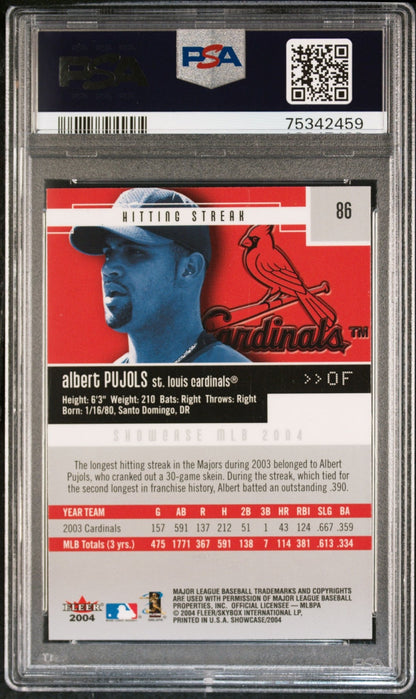 PSA
PSA
75342459
HITTING STREAK
86
Cardinals™
albert PUJOLS st. louis cardinals®
>>OF
Height: 6'3" Weight: 210 Bats: Right Throws: Right
Born: 1/16/80, Santo Domingo, DR
SHOWCASE MLB 2004
The longest hitting streak in the Majors during 2003 belonged to Albert
Pujols, who cranked out a 30-game skein. During the streak, which tied for
the second longest in franchise history, Albert batted an outstanding .390.
YEAR TEAM G AB R H 2B 3B HR RBI SLG BA
2003 Cardinals 157 591 137 212 51 1 43 124 .667 .359
MLB Totals (3 yrs.) 475 1771 367 591 138 7 114 381 .613 .334
FLEER
2004
MAJOR LEAGUE BASEBALL TRADEMARKS AND COPYRIGHTS
ARE USED WITH PERMISSION OF MAJOR LEAGUE BASEBALL
PROPERTIES, INC. OFFICIAL LICENSEE — MLBPA
© 2004 FLEER/SKYBOX INTERNATIONAL LP,
PRINTED IN U.S.A. SHOWCASE/2004
PSA